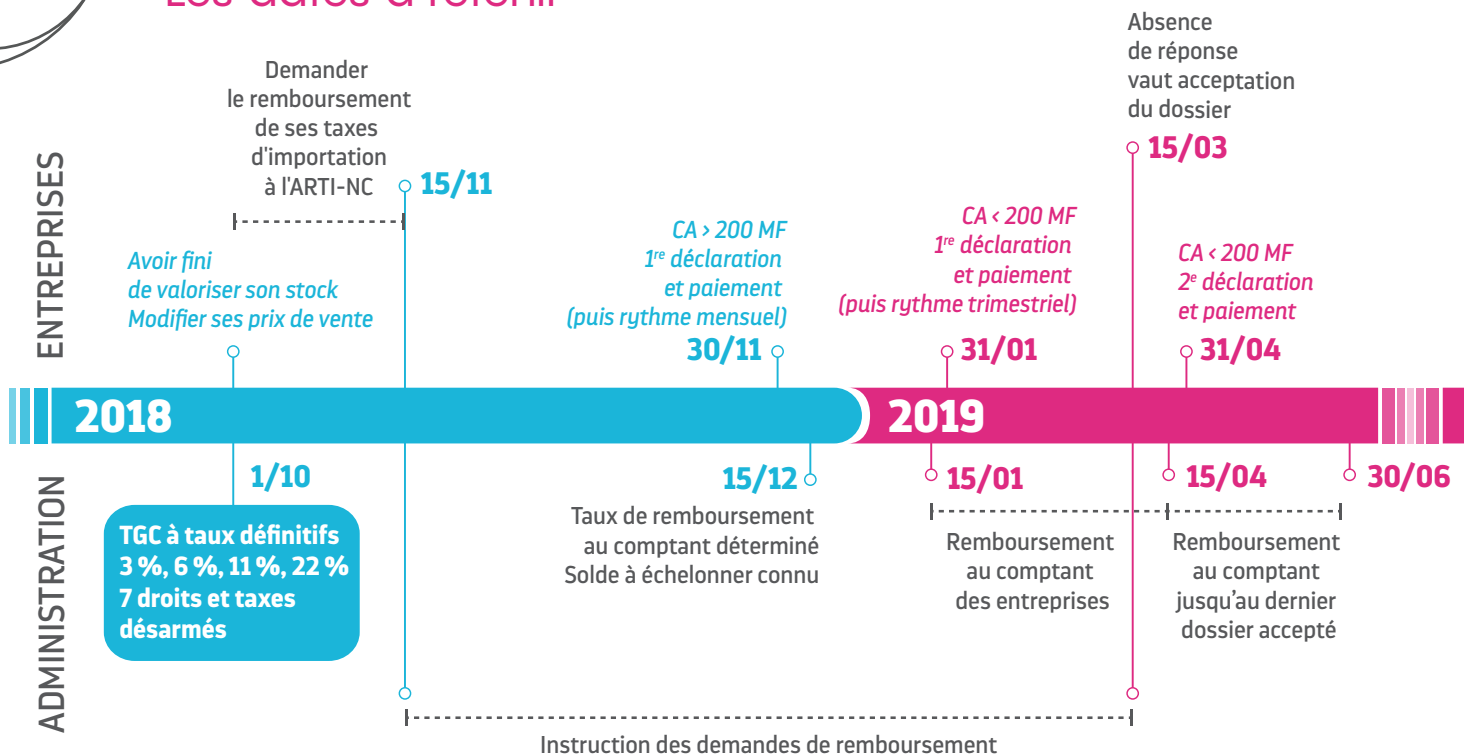 Les dates à retenir
ENTREPRISES
Demander
le remboursement
de ses taxes
d'importation
à l'ARTI-NC
15/11
Avoir fini
de valoriser son stock
Modifier ses prix de vente
CA > 200 MF
1re déclaration
et paiement
(puis rythme mensuel)
30/11
CA < 200 MF
1re déclaration
et paiement
(puis rythme trimestriel)
31/01
Absence
de réponse
vaut acceptation
du dossier
15/03
CA < 200 MF
2e déclaration
et paiement
31/04
2018
2019
ADMINISTRATION
1/10
TGC à taux définitifs
3 %, 6 %, 11 %, 22 %
7 droits et taxes
désarmés
15/12
Taux de remboursement
au comptant déterminé
Solde à échelonner connu
15/01
Remboursement
au comptant
des entreprises
15/04
Remboursement
au comptant
jusqu'au dernier
dossier accepté
30/06
Instruction des demandes de remboursement